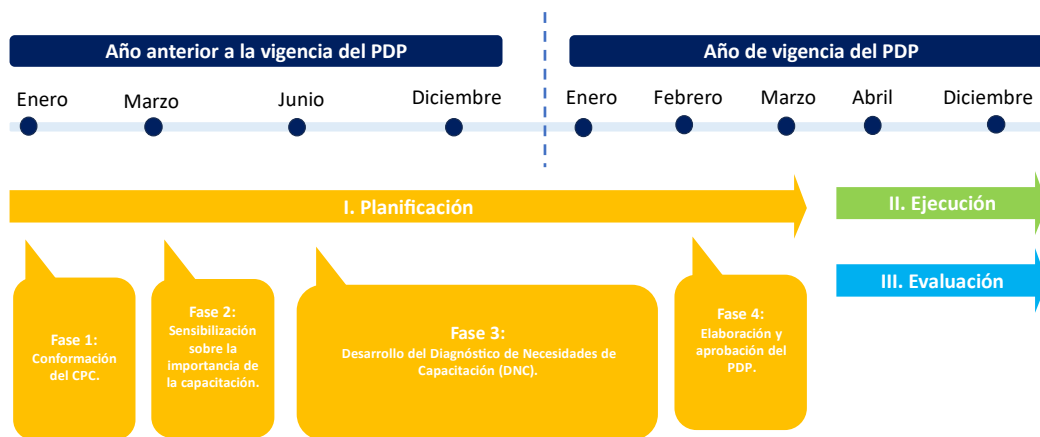 Año anterior a la vigencia del PDP
Año de vigencia del PDP
Enero
Marzo
Junio
Diciembre
Enero
Febrero
Marzo
Abril
Diciembre
I. Planificación
II. Ejecución
III. Evaluación
Fase 1:
Conformación
del CPC.
Fase 2:
Sensibilización
sobre la
importancia de
la capacitación.
Fase 3:
Desarrollo del Diagnóstico de Necesidades de
Capacitación (DNC).
Fase 4:
Elaboración y
aprobación del
PDP.